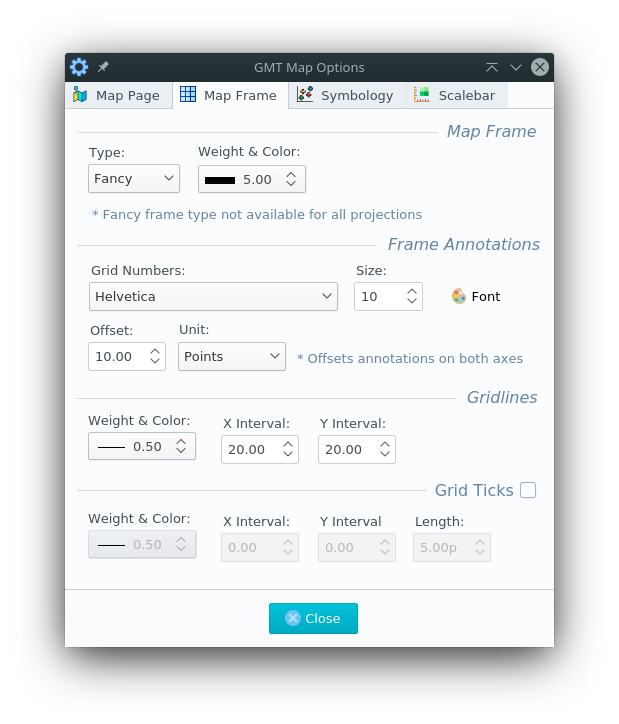 GMT Map Options
Map Page Map Frame Symbology Scalebar
Map Frame
Type: Weight & Color:
Fancy 5.00
* Fancy frame type not available for all projections
Frame Annotations
Grid Numbers: Size:
Helvetica 10 Font
Offset: Unit:
10.00 Points * Offsets annotations on both axes
Gridlines
Weight & Color: X Interval: Y Interval:
0.50 20.00 20.00
Grid Ticks
Weight & Color: X Interval: Y Interval Length:
0.50 0.00 0.00 5.00p
Close